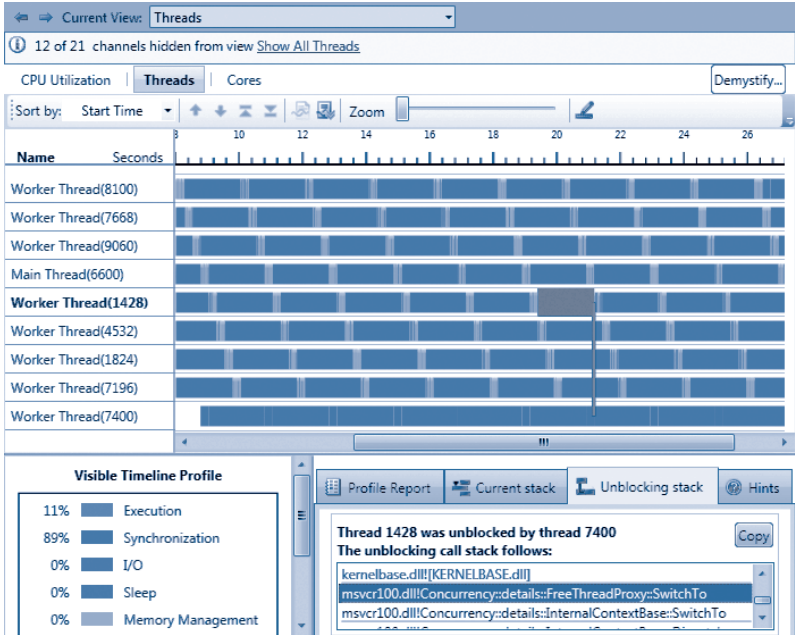 Current View: Threads
12 of 21 channels hidden from view Show All Threads
CPU Utilization Threads Cores Demystify...
Sort by: Start Time Zoom
8 10 12 14 16 18 20 22 24 26
Name Seconds
Worker Thread(8100)
Worker Thread(7668)
Worker Thread(9060)
Main Thread(6600)
Worker Thread(1428)
Worker Thread(4532)
Worker Thread(1824)
Worker Thread(7196)
Worker Thread(7400)
Visible Timeline Profile
11% Execution
89% Synchronization
0% I/O
0% Sleep
0% Memory Management
Profile Report Current stack Unblocking stack Hints
Thread 1428 was unblocked by thread 7400 Copy
The unblocking call stack follows:
kernelbase.dll![KERNELBASE.dll]
msvcr100.dll!Concurrency::details::FreeThreadProxy::SwitchTo
msvcr100.dll!Concurrency::details::InternalContextBase::SwitchTo